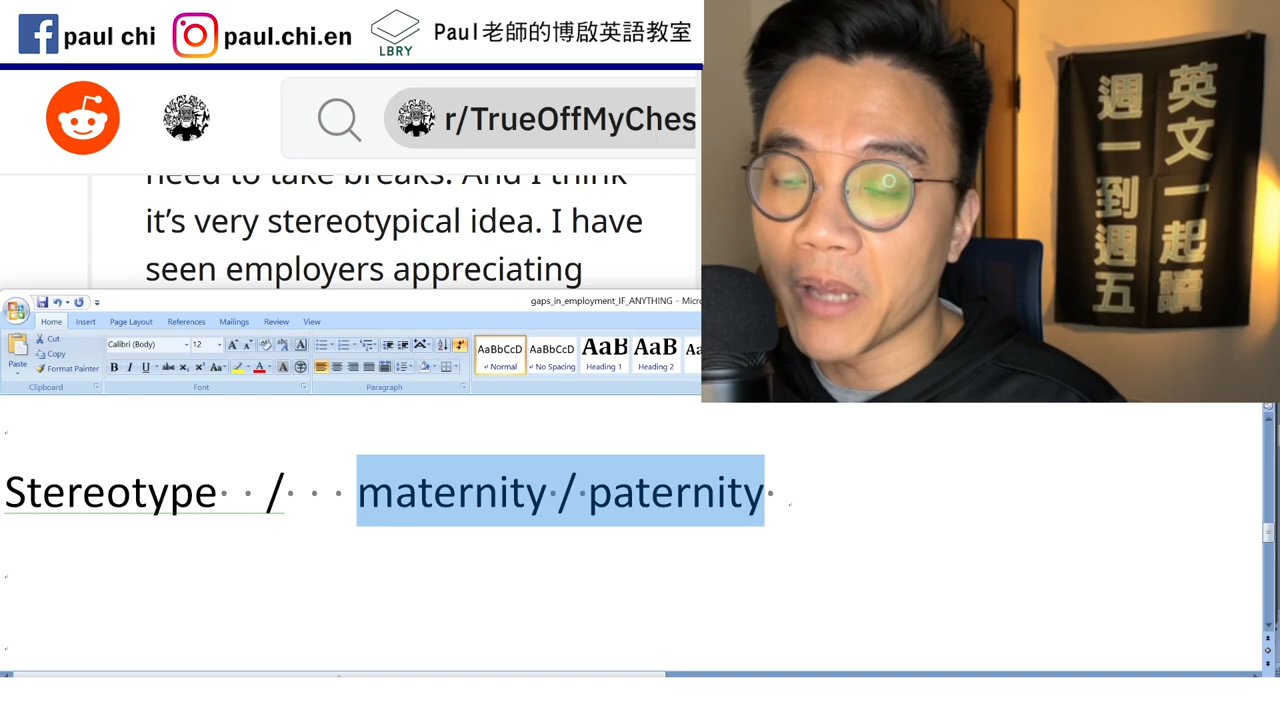 paul chi
paul.chi.en
LBRY
Paul老師的博啟英語教室
r/TrueOffMyChes
need to take breaks. And I think
it's very stereotypical idea. I have
seen employers appreciating
gaps_in_employment_IF_ANYTHING - Micro
Home Insert Page Layout References Mailings Review View
Paste
Cut
Copy
Format Painter
Clipboard
Calibri (Body) 12
Font
Paragraph
AaBbCcD AaBbCcD AaB AaB Aa
Normal No Spacing Heading 1 Heading 2
Stereotype / maternity / paternity
英文一起讀
週一到週五